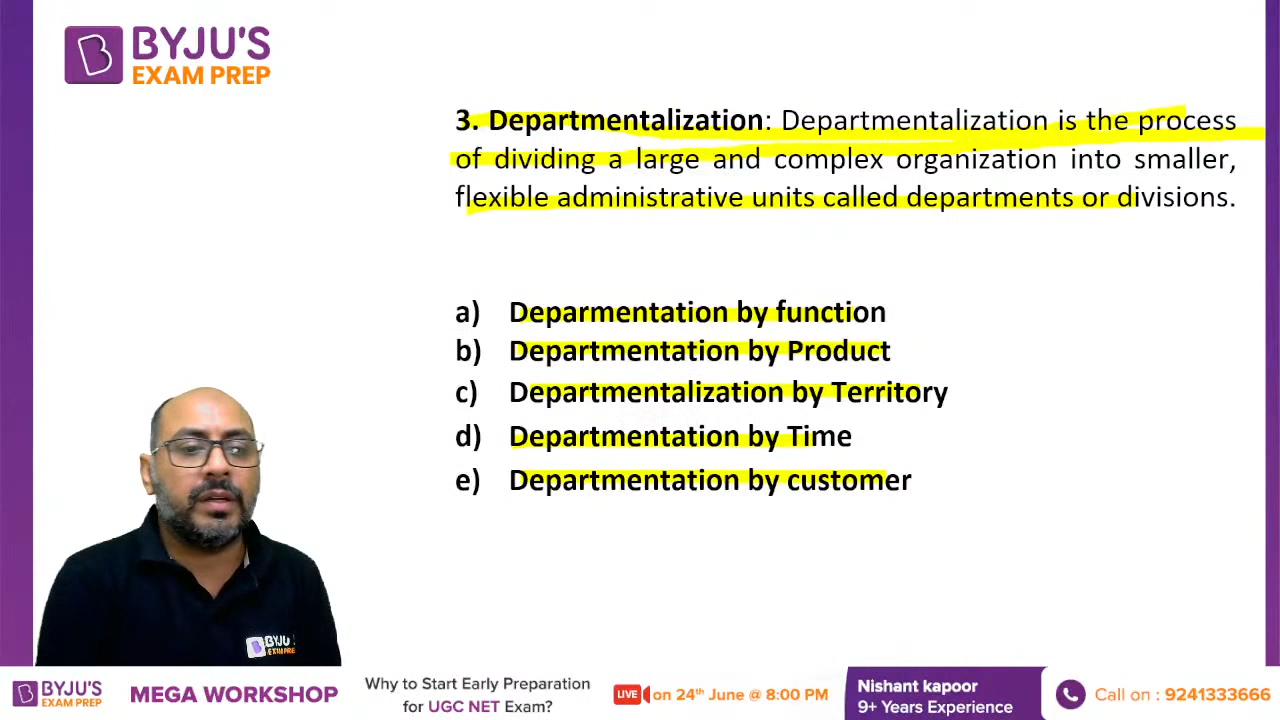 BYJU'S
EXAM PREP
3. Departmentalization: Departmentalization is the process
of dividing a large and complex organization into smaller,
flexible administrative units called departments or divisions.
a) Deparmentation by function
b) Departmentation by Product
c) Departmentalization by Territory
d) Departmentation by Time
e) Departmentation by customer
BYJU'S
EXAM PREP
BYJU'S
EXAM PREP
MEGA WORKSHOP
Why to Start Early Preparation
for UGC NET Exam?
LIVE on 24th June @ 8:00 PM
Nishant kapoor
9+ Years Experience
Call on : 9241333666